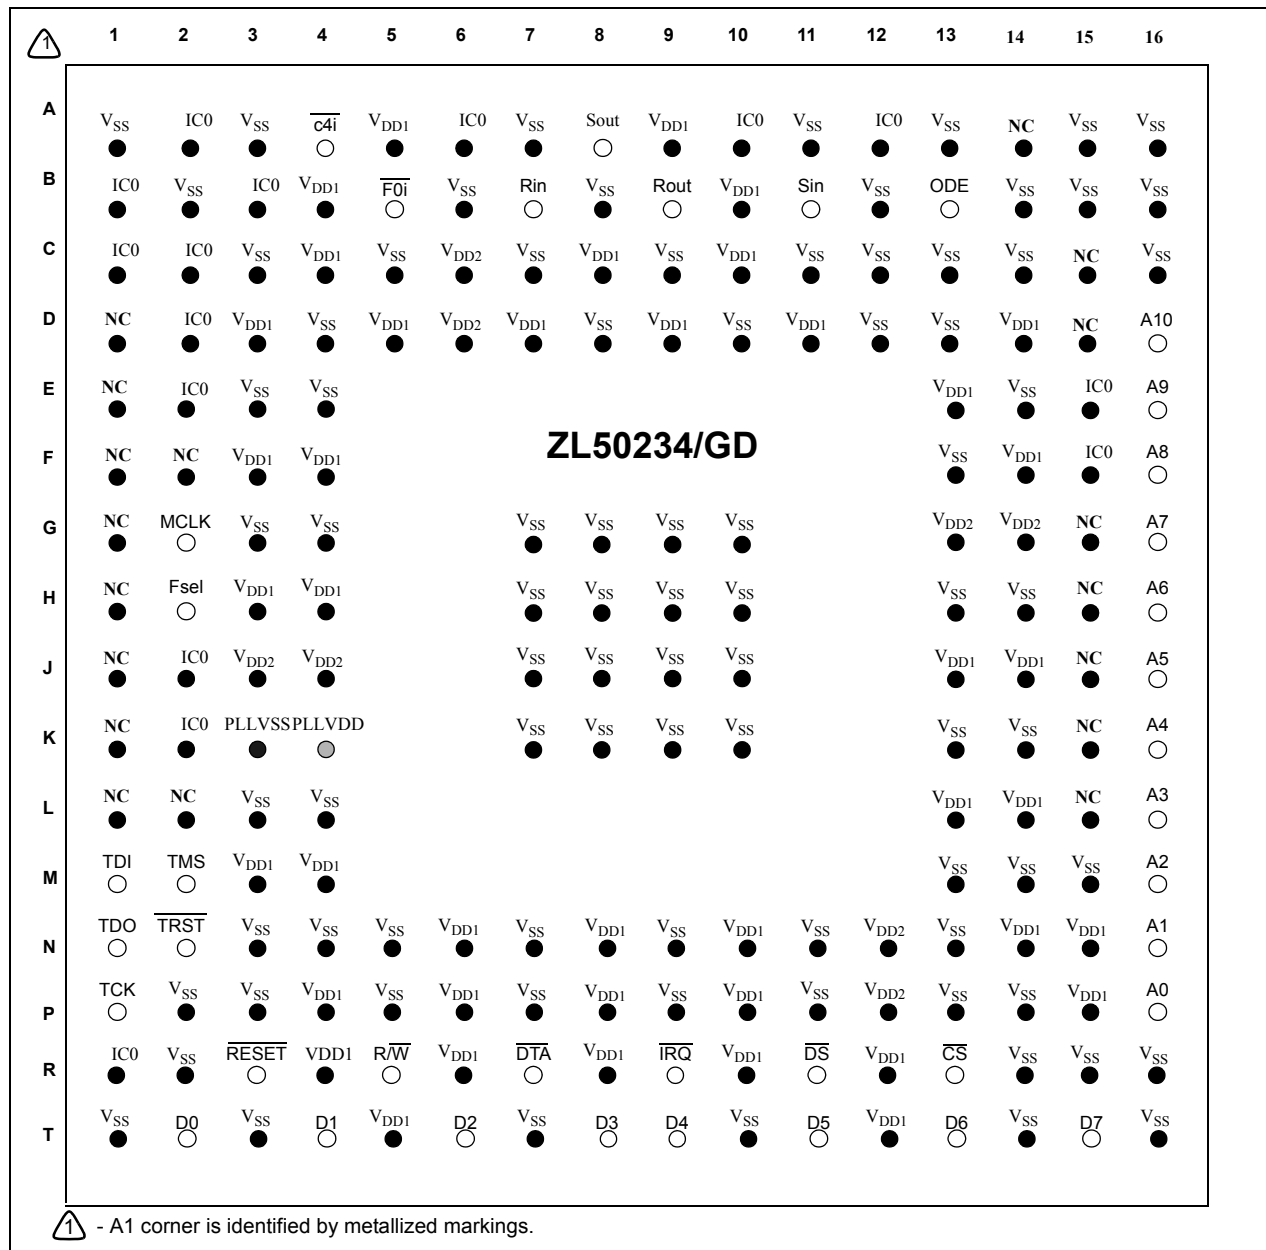 1 1 2 3 4 5 6 7 8 9 10 11 12 13 14 15 16
A VSS IC0 VSS c4i VDD1 IC0 VSS Sout VDD1 IC0 VSS IC0 VSS NC VSS VSS
B IC0 VSS IC0 VDD1 F0i VSS Rin VSS Rout VDD1 Sin VSS ODE VSS VSS VSS
C IC0 IC0 VSS VDD1 VSS VDD2 VSS VDD1 VSS VDD1 VSS VSS VSS VSS NC VSS
D NC IC0 VDD1 VSS VDD1 VDD2 VDD1 VSS VDD1 VSS VDD1 VSS VSS VDD1 NC A10
E NC IC0 VSS VSS VDD1 VSS IC0 A9
ZL50234/GD
F NC NC VDD1 VDD1 VSS VDD1 IC0 A8
G NC MCLK VSS VSS VSS VSS VSS VSS VDD2 VDD2 NC A7
H NC Fsel VDD1 VDD1 VSS VSS VSS VSS VSS VSS NC A6
J NC IC0 VDD2 VDD2 VSS VSS VSS VSS VDD1 VDD1 NC A5
K NC IC0 PLLVSS PLLVDD VSS VSS VSS VSS VSS VSS NC A4
L NC NC VSS VSS VDD1 VDD1 NC A3
M TDI TMS VDD1 VDD1 VSS VSS VSS A2
N TDO TRST VSS VSS VSS VDD1 VSS VDD1 VSS VDD1 VSS VDD2 VSS VDD1 VDD1 A1
P TCK VSS VSS VDD1 VSS VDD1 VSS VDD1 VSS VDD1 VSS VDD2 VSS VSS VDD1 A0
R IC0 VSS RESET VDD1 R/W VDD1 DTA VDD1 IRQ VDD1 DS VDD1 CS VSS VSS VSS
T VSS D0 VSS D1 VDD1 D2 VSS D3 D4 VSS D5 VDD1 D6 VSS D7 VSS
1 - A1 corner is identified by metallized markings.